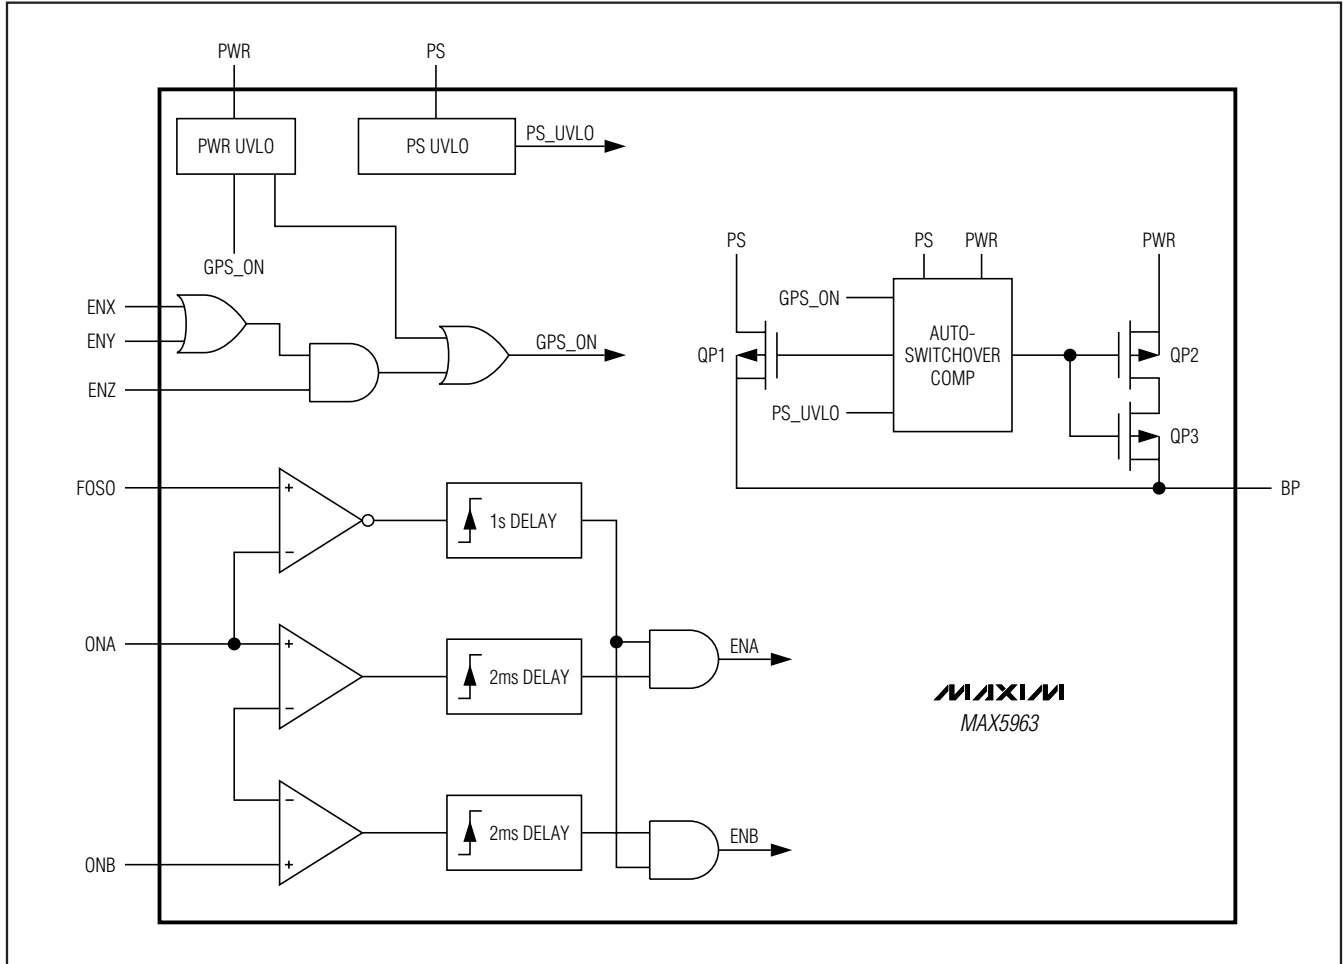 PWR
PS
PWR UVLO
PS UVLO
PS_UVLO
GPS_ON
ENX
ENY
ENZ
GPS_ON
PS
PS
PWR
PWR
GPS_ON
AUTO-
SWITCHOVER
COMP
QP1
QP2
PS_UVLO
QP3
BP
FOSO
+
−
1s DELAY
ONA
+
−
2ms DELAY
ENA
MAXIM
MAX5963
−
+
2ms DELAY
ENB
ONB